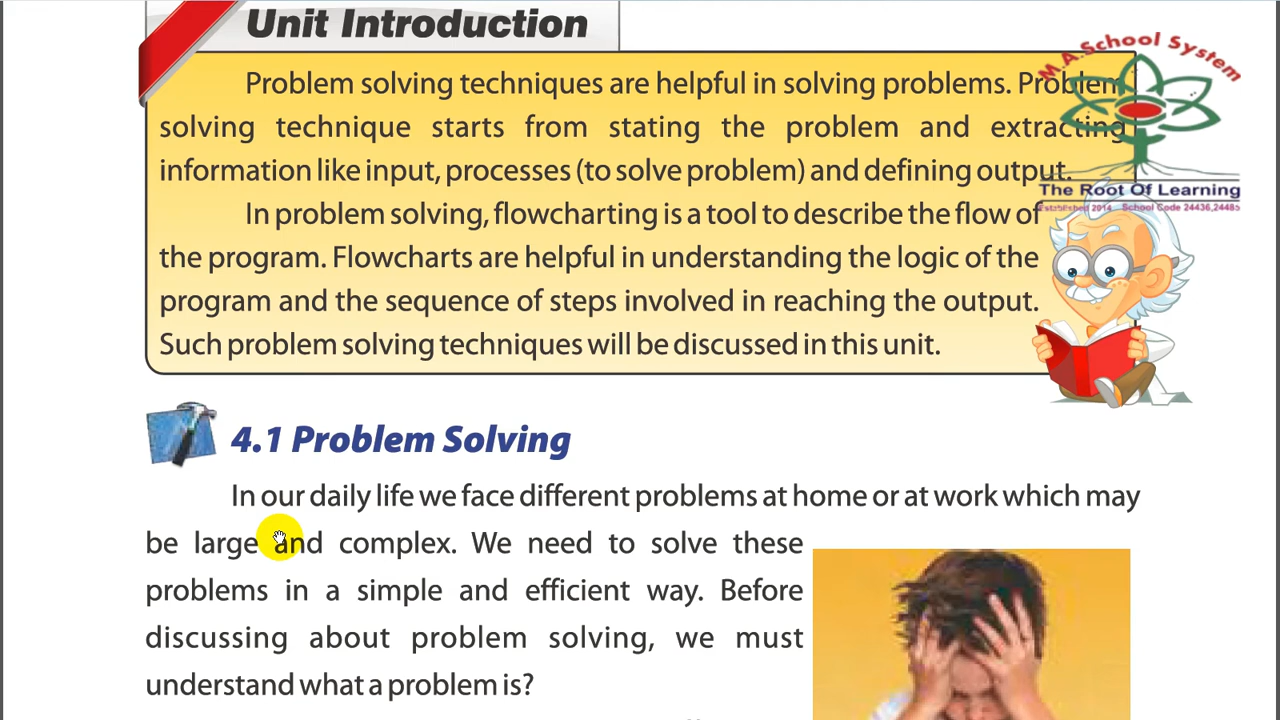 Unit Introduction
Problem solving techniques are helpful in solving problems. Problem
solving technique starts from stating the problem and extracting
information like input, processes (to solve problem) and defining output.
In problem solving, flowcharting is a tool to describe the flow of
the program. Flowcharts are helpful in understanding the logic of the
program and the sequence of steps involved in reaching the output.
Such problem solving techniques will be discussed in this unit.
M.A.School System
The Root Of Learning
Established 2014 School Code 24436,24485
4.1 Problem Solving
In our daily life we face different problems at home or at work which may
be large and complex. We need to solve these
problems in a simple and efficient way. Before
discussing about problem solving, we must
understand what a problem is?